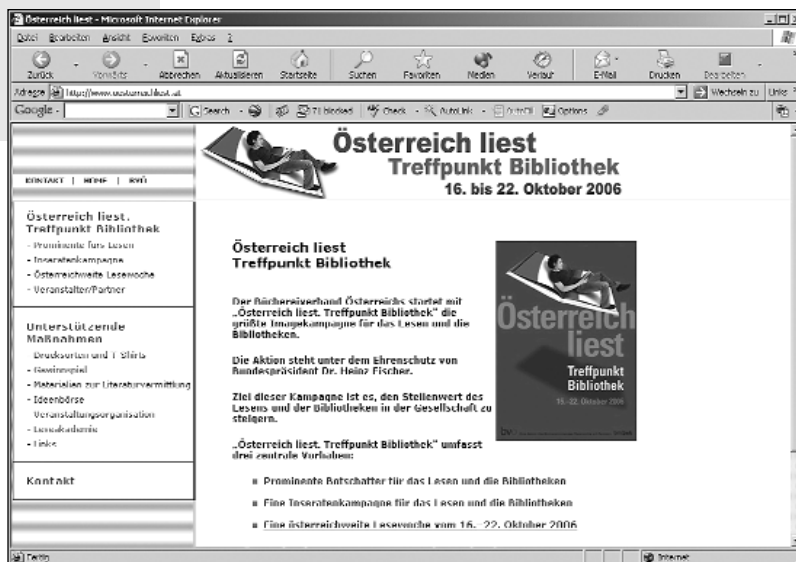 Österreich liest - Microsoft Internet Explorer
Datei Bearbeiten Ansicht Favoriten Extras ?
Zurück Vorwärts Abbrechen Aktualisieren Startseite Suchen Favoriten Medien Verlauf E-Mail Drucken Bearbeiten
Adresse http://www.oesterreichliest.at Wechseln zu Links
Google - Search 71 blocked Check AutoLink AutoFill Options
KONTAKT | HOME | BVÖ
Österreich liest
Treffpunkt Bibliothek
16. bis 22. Oktober 2006
Österreich liest.
Treffpunkt Bibliothek
- Prominente fürs Lesen
- Inseratenkampagne
- Österreichweite Lesewoche
- Veranstalter/Partner
Unterstützende
Maßnahmen
Drucksorten und T-Shirts
- Gewinnspiel
- Materialien zur Literaturvermittlung
- Ideenbörse
Veranstaltungsorganisation
- Leseakademie
- Links
Kontakt
Österreich liest
Treffpunkt Bibliothek
Der Büchereiverband Österreichs startet mit
„Österreich liest. Treffpunkt Bibliothek“ die
größte Imagekampagne für das Lesen und die
Bibliotheken.
Die Aktion steht unter dem Ehrenschutz von
Bundespräsident Dr. Heinz Fischer.
Ziel dieser Kampagne ist es, den Stellenwert des
Lesens und der Bibliotheken in der Gesellschaft zu
steigern.
„Österreich liest. Treffpunkt Bibliothek“ umfasst
drei zentrale Vorhaben:
Prominente Botschafter für das Lesen und die Bibliotheken
Eine Inseratenkampagne für das Lesen und die Bibliotheken
Eine österreichweite Lesewoche vom 16.-22. Oktober 2006
Österreich
liest
Treffpunkt
Bibliothek
16.-22. Oktober 2006
Fertig Internet